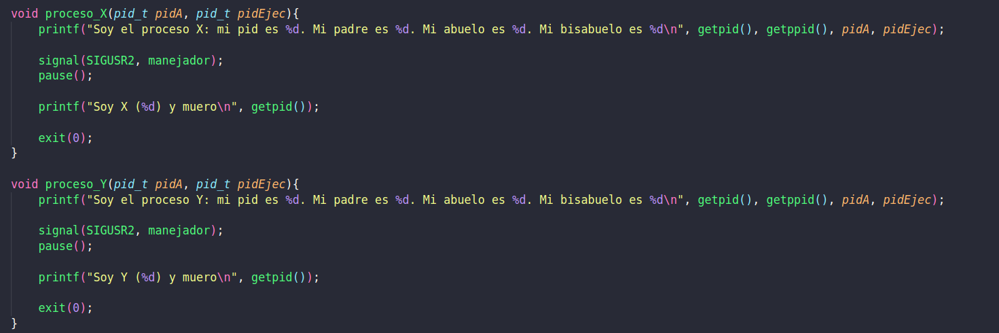 void proceso_X(pid_t pidA, pid_t pidEjec){
    printf("Soy el proceso X: mi pid es %d. Mi padre es %d. Mi abuelo es %d. Mi bisabuelo es %d\n", getpid(), getppid(), pidA, pidEjec);

    signal(SIGUSR2, manejador);
    pause();

    printf("Soy X (%d) y muero\n", getpid());

    exit(0);
}

void proceso_Y(pid_t pidA, pid_t pidEjec){
    printf("Soy el proceso Y: mi pid es %d. Mi padre es %d. Mi abuelo es %d. Mi bisabuelo es %d\n", getpid(), getppid(), pidA, pidEjec);

    signal(SIGUSR2, manejador);
    pause();

    printf("Soy Y (%d) y muero\n", getpid());

    exit(0);
}